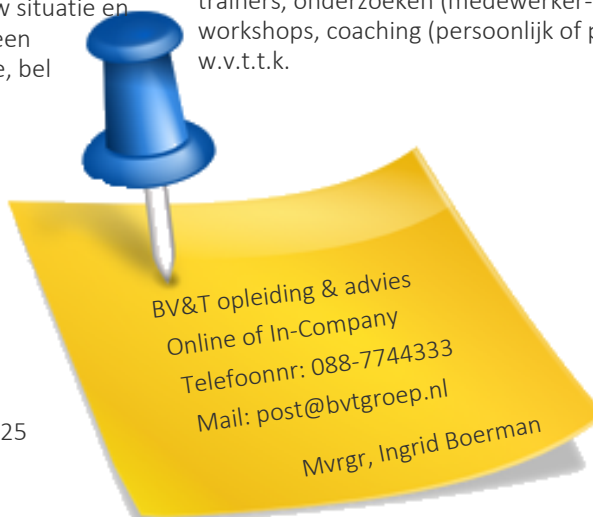 w situatie en
een
e, bel
trainers, onderzoeken (medewerker-
workshops, coaching (persoonlijk of p
w.v.t.t.k.
BV&T opleiding & advies
Online of In-Company
Telefoonnr: 088-7744333
Mail: post@bvtgroep.nl
Mvrgr, Ingrid Boerman
25